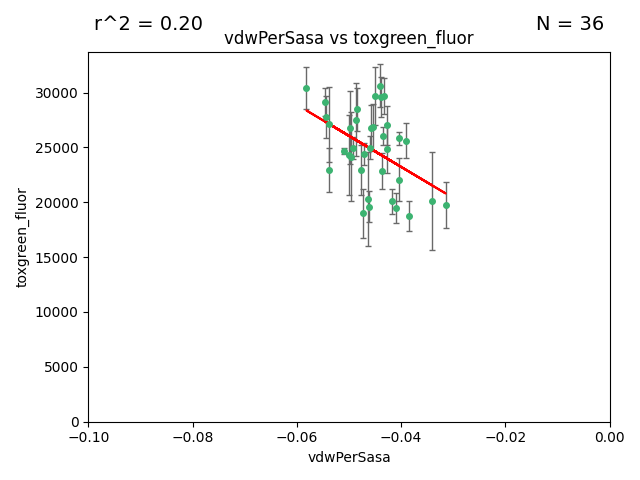 r^2 = 0.20
N = 36
vdwPerSasa vs toxgreen_fluor
toxgreen_fluor
30000
25000
20000
15000
10000
5000
0
−0.10
−0.08
−0.06
−0.04
−0.02
0.00
vdwPerSasa